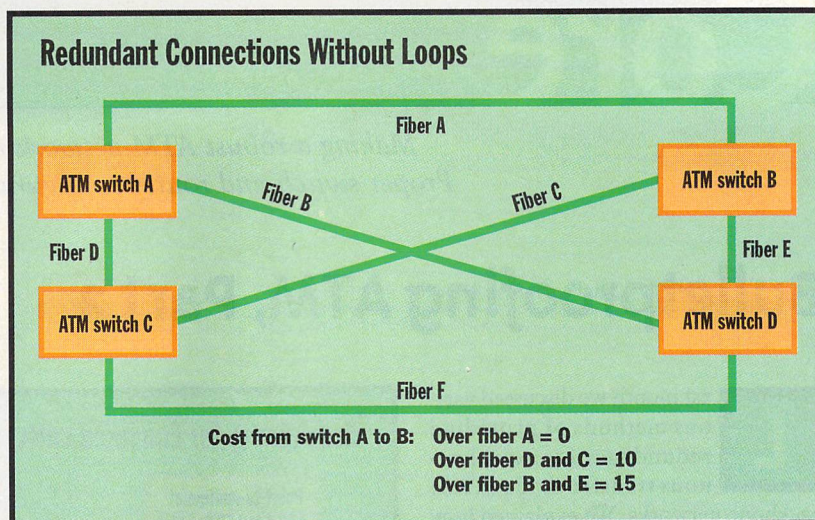 Redundant Connections Without Loops
Fiber A
ATM switch A
ATM switch B
Fiber B
Fiber C
Fiber D
Fiber E
ATM switch C
ATM switch D
Fiber F
Cost from switch A to B: Over fiber A = 0
Over fiber D and C = 10
Over fiber B and E = 15